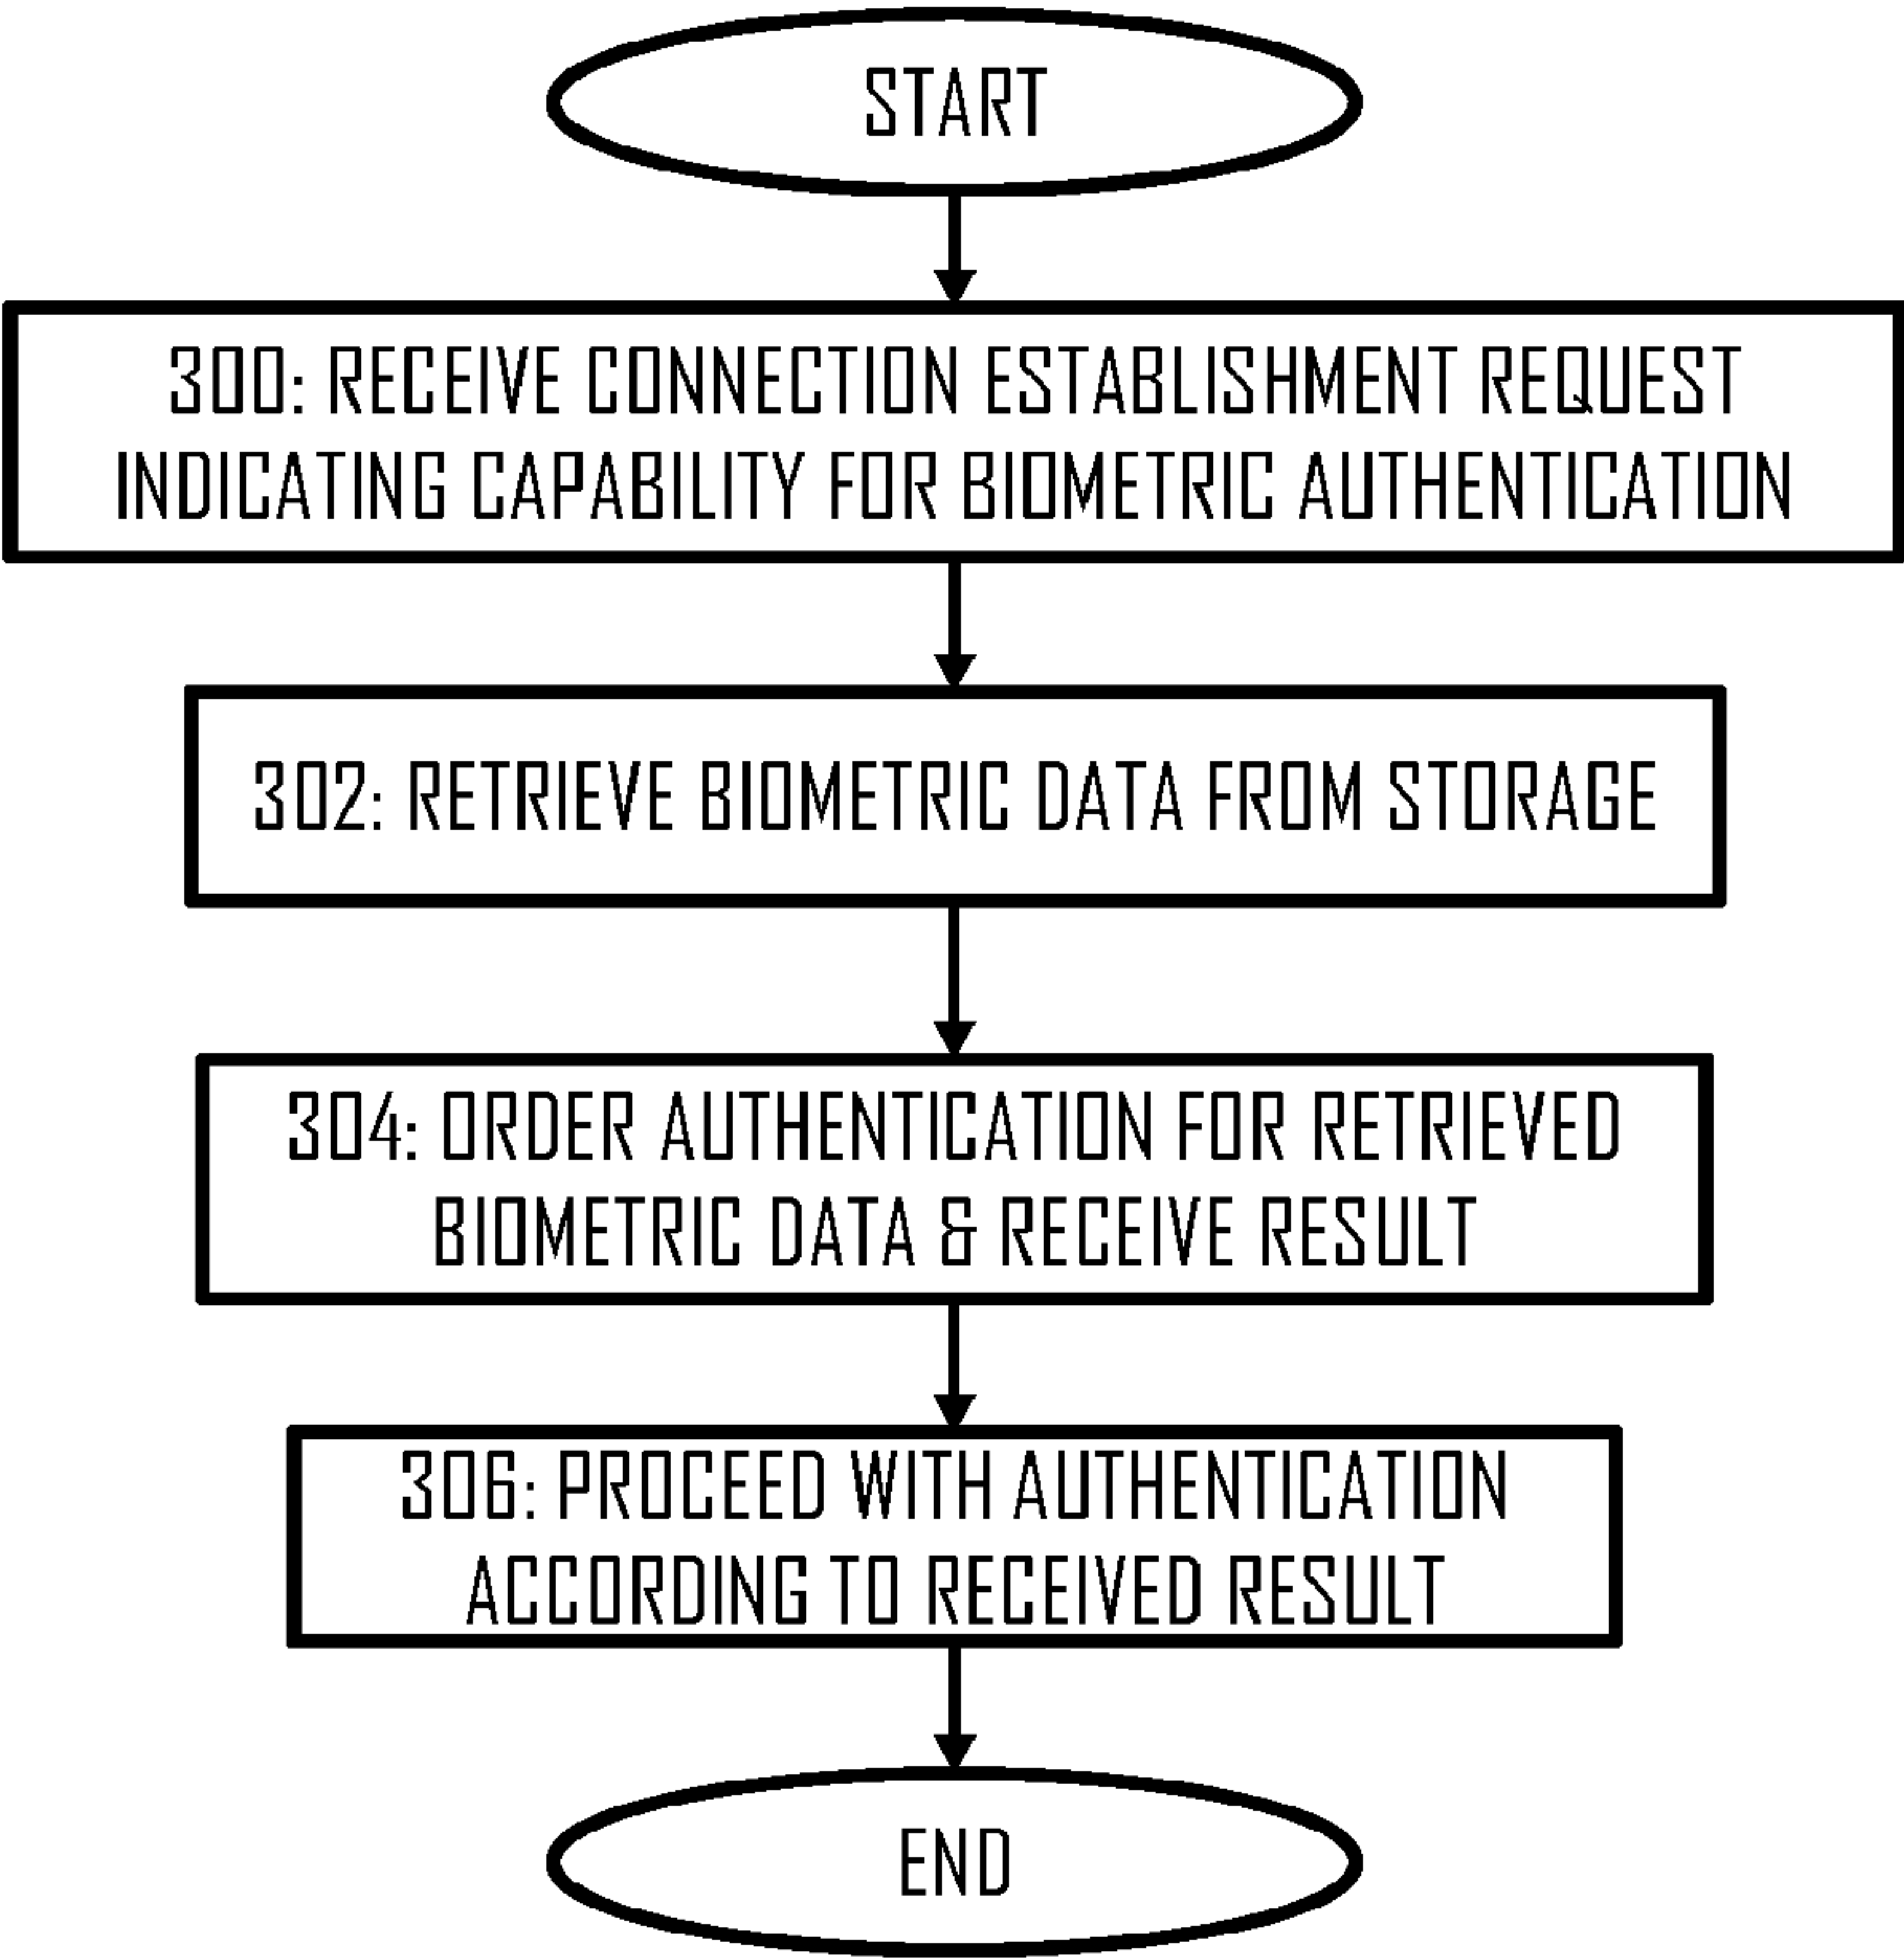 START
300: RECEIVE CONNECTION ESTABLISHMENT REQUEST
INDICATING CAPABILITY FOR BIOMETRIC AUTHENTICATION
302: RETRIEVE BIOMETRIC DATA FROM STORAGE
304: ORDER AUTHENTICATION FOR RETRIEVED
BIOMETRIC DATA & RECEIVE RESULT
306: PROCEED WITH AUTHENTICATION
ACCORDING TO RECEIVED RESULT
END